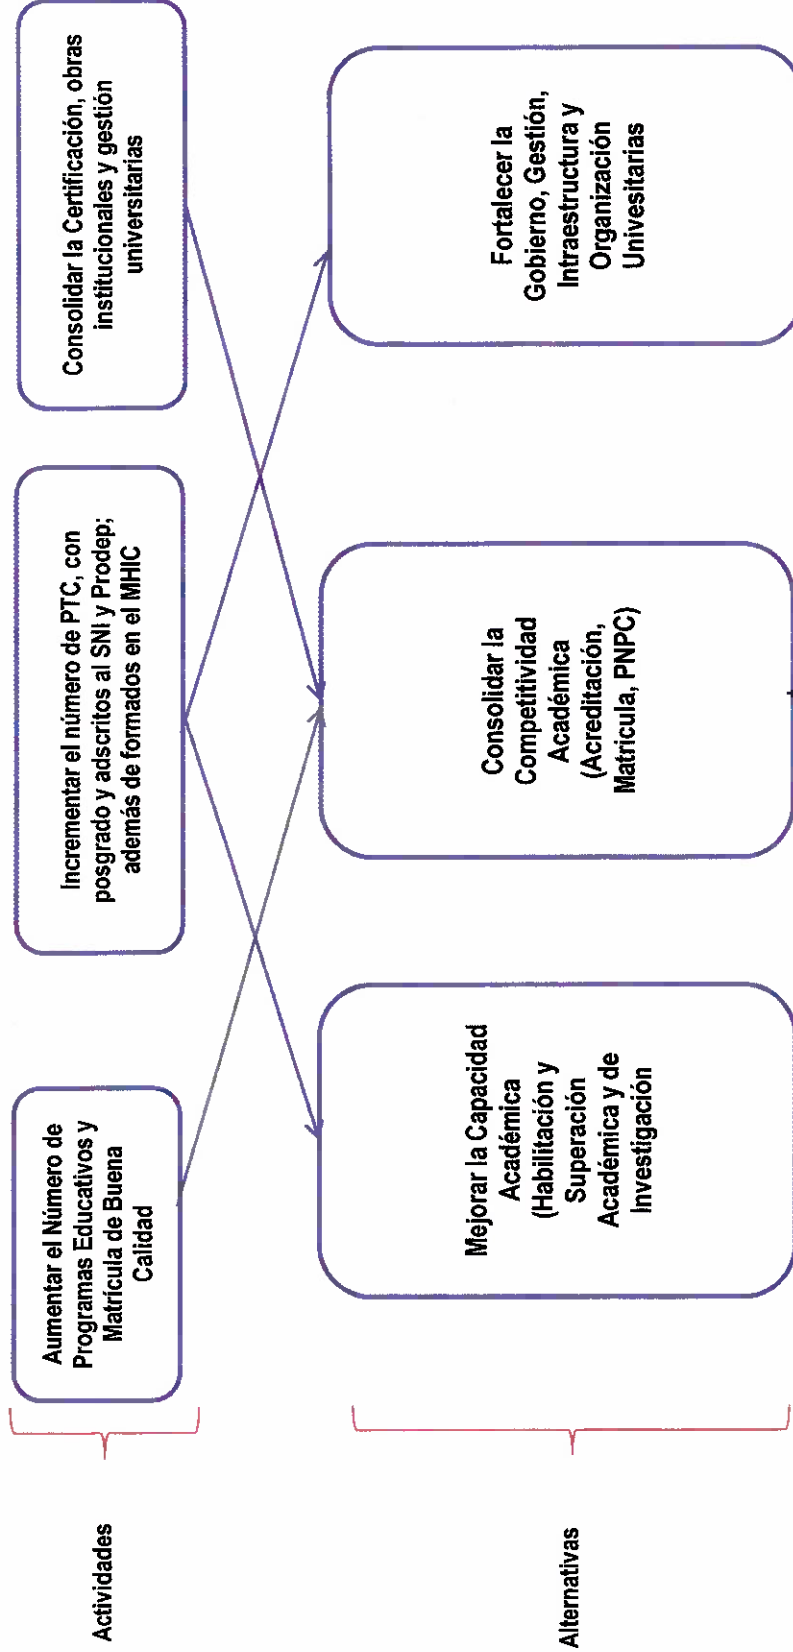 Actividades
Aumentar el Número de
Programas Educativos y
Matrícula de Buena
Calidad
Incrementar el número de PTC, con
posgrado y adscritos al SNI y Prodep;
además de formados en el MHIC
Consolidar la Certificación, obras
institucionales y gestión
universitarias
Alternativas
Mejorar la Capacidad
Académica
(Habilitación y
Superación
Académica y de
Investigación
Consolidar la
Competitividad
Académica
(Acreditación,
Matricula, PNPC)
Fortalecer la
Gobierno, Gestión,
Intraestructura y
Organización
Univesitarias